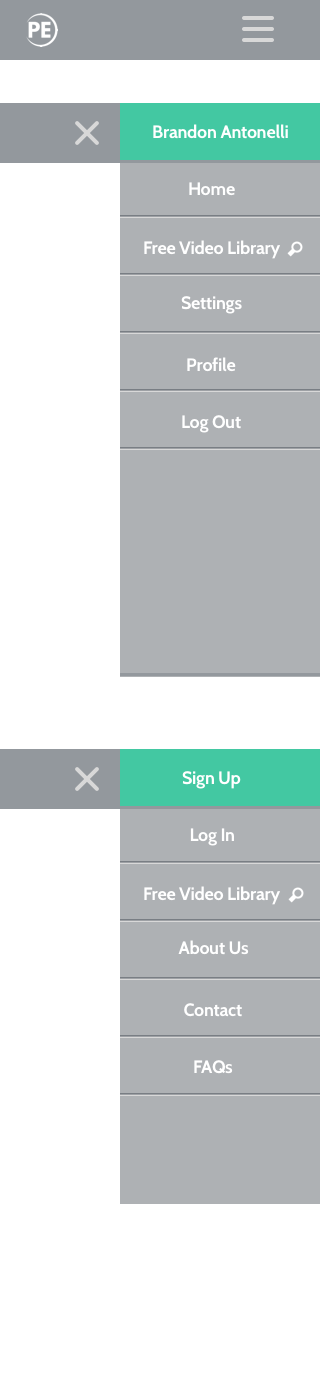 PE
Brandon Antonelli
Home
Free Video Library
Settings
Profile
Log Out
Sign Up
Log In
Free Video Library
About Us
Contact
FAQs